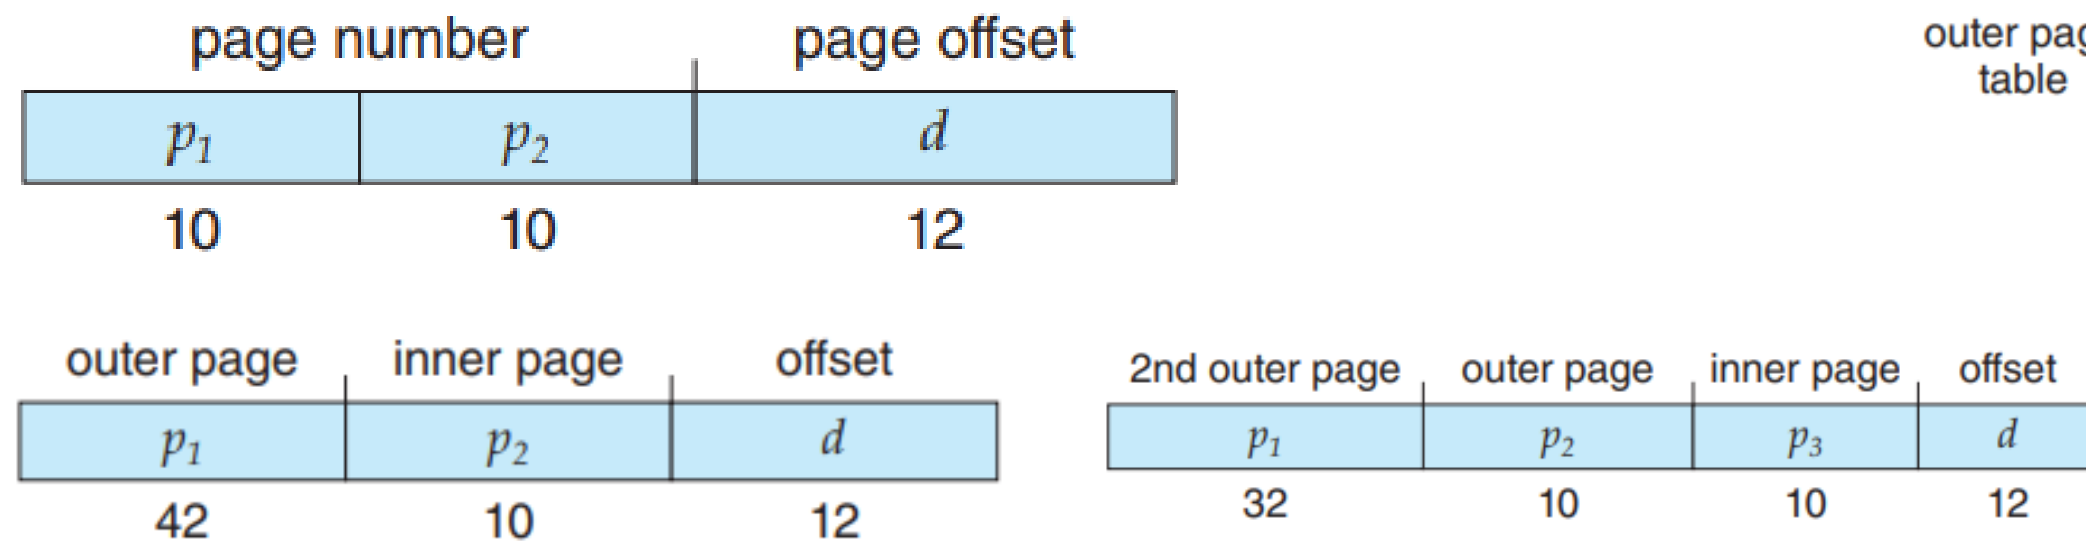 page number page offset
p1 p2 d
10 10 12
outer
table
outer page inner page offset
p1 p2 d
42 10 12
2nd outer page outer page inner page offset
p1 p2 p3 d
32 10 10 12